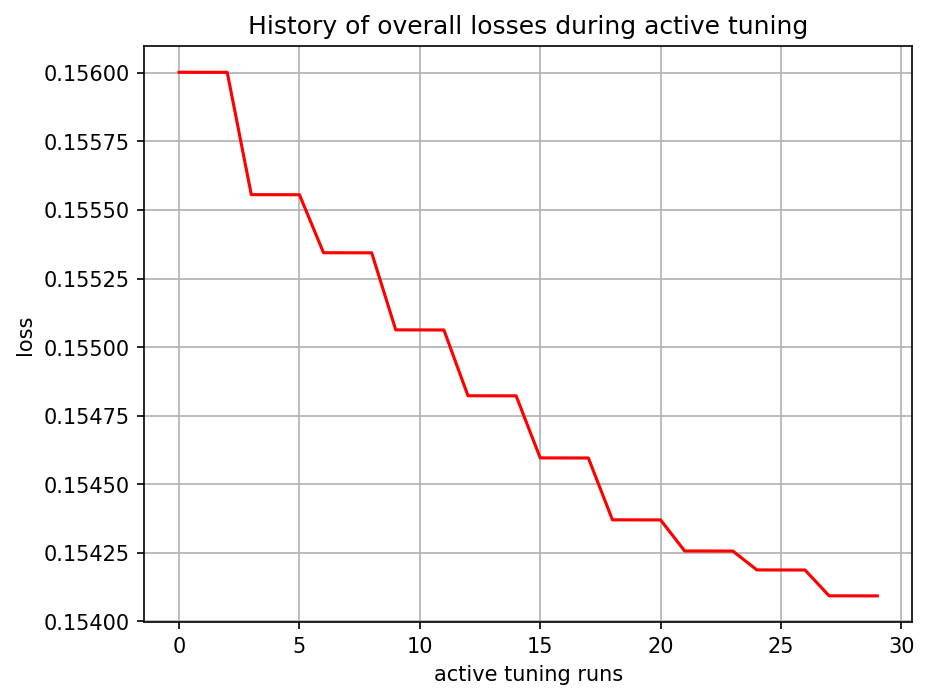 History of overall losses during active tuning
0.15600
0.15575
0.15550
0.15525
0.15500
0.15475
0.15450
0.15425
0.15400
loss
0 5 10 15 20 25 30
active tuning runs